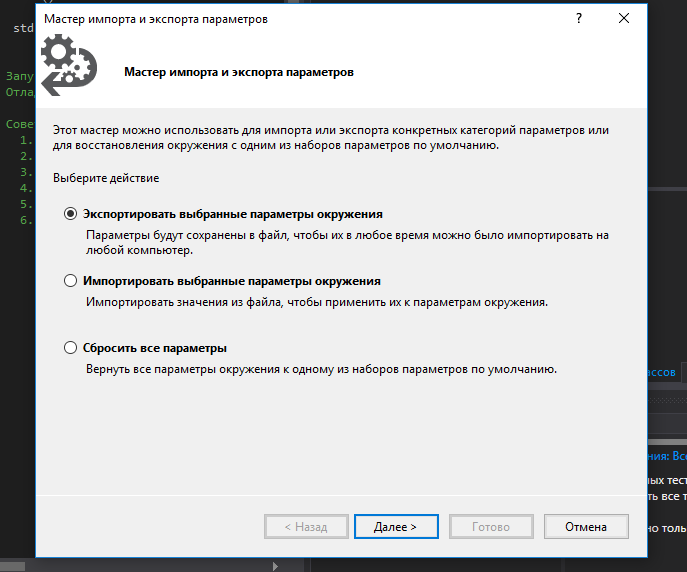 Мастер импорта и экспорта параметров
?
std
Мастер импорта и экспорта параметров
Этот мастер можно использовать для импорта или экспорта конкретных категорий параметров или
для восстановления окружения с одним из наборов параметров по умолчанию.
Выберите действие
Экспортировать выбранные параметры окружения
Параметры будут сохранены в файл, чтобы их в любое время можно было импортировать на
любой компьютер.
Импортировать выбранные параметры окружения
Импортировать значения из файла, чтобы применить их к параметрам окружения.
Сбросить все параметры
Вернуть все параметры окружения к одному из наборов параметров по умолчанию.
< Назад
Далее >
Готово
Отмена
Запу
Отла
Сове
1.
2.
3.
4.
5.
6.
ассов
ния: Вс
ых тест
ть все т
но толь